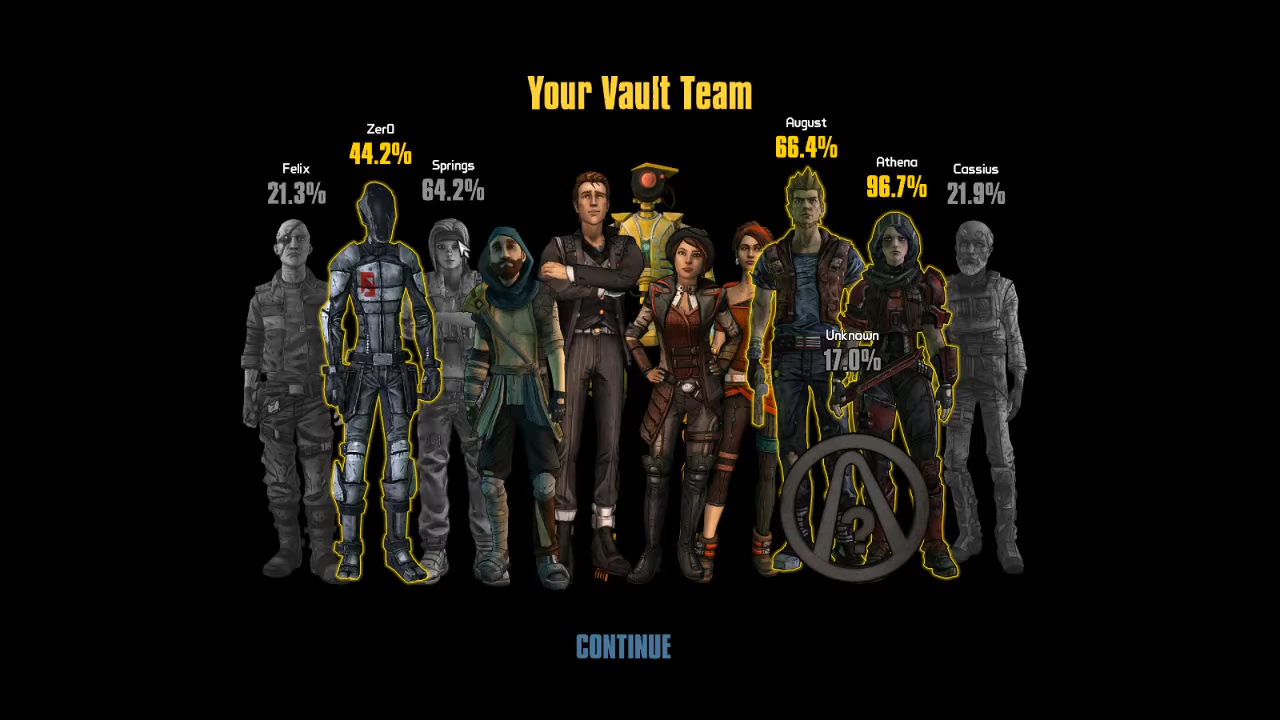 Your Vault Team
Zer0
44.2%
Felix
21.3%
Springs
64.2%
August
66.4%
Athena
96.7%
Cassius
21.9%
Unknown
17.0%
?
CONTINUE